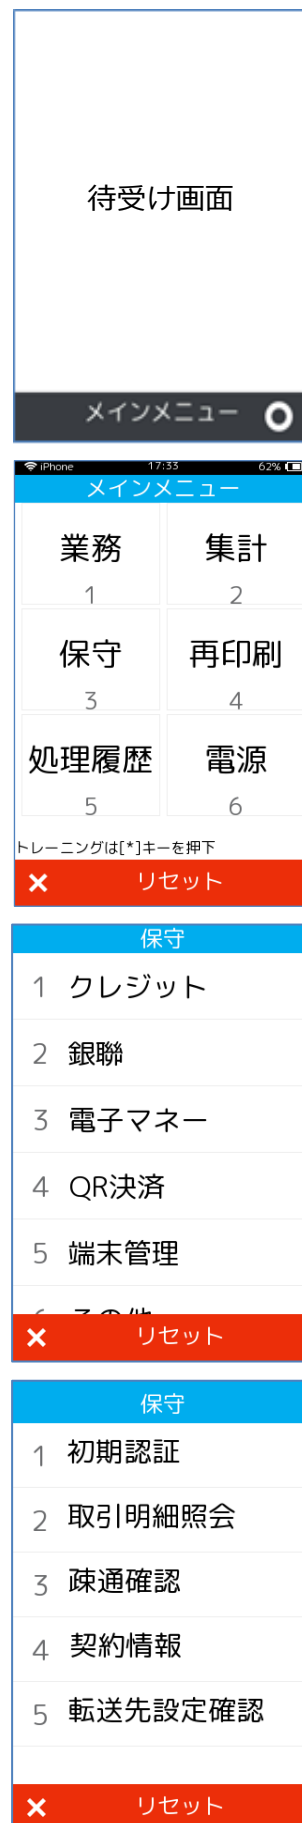 待受け画面
メインメニュー
iPhone 17:33 62%
メインメニュー
業務 集計
1 2
保守 再印刷
3 4
処理履歴 電源
5 6
トレーニングは[*]キーを押下
× リセット
保守
1 クレジット
2 銀聯
3 電子マネー
4 QR決済
5 端末管理
6 その他
× リセット
保守
1 初期認証
2 取引明細照会
3 疎通確認
4 契約情報
5 転送先設定確認
× リセット